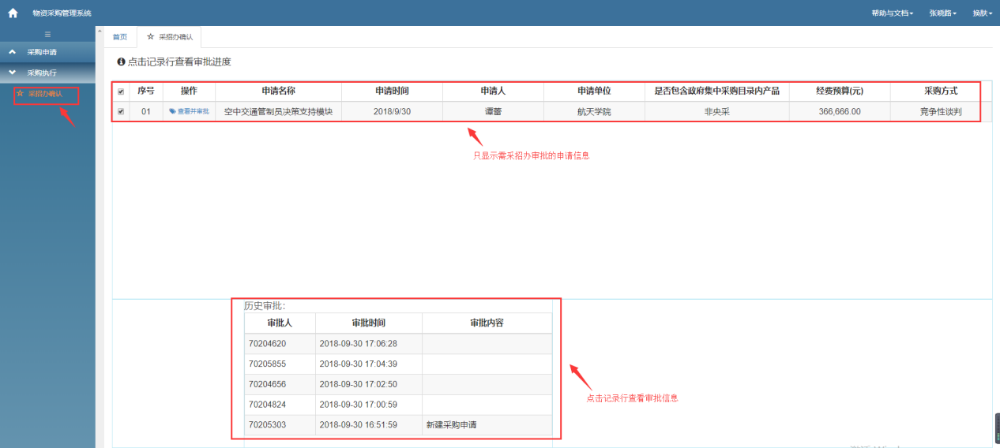 物资采购管理系统 帮助与文档 张晓路 换肤
采购申请
采购执行
采招办确认
首页 采招办确认
点击记录行查看审批进度
序号 操作 申请名称 申请时间 申请人 申请单位 是否包含政府集中采购目录内产品 经费预算(元) 采购方式
01 查看并审批 空中交通管制员决策支持模块 2018/9/30 谭蕾 航天学院 非央采 366,666.00 竞争性谈判
只显示需采招办审批的申请信息
历史审批:
审批人 审批时间 审批内容
70204620 2018-09-30 17:06:28
70205855 2018-09-30 17:04:39
70204656 2018-09-30 17:02:50
70204824 2018-09-30 17:00:59
70205303 2018-09-30 16:51:59 新建采购申请
点击记录行查看审批信息